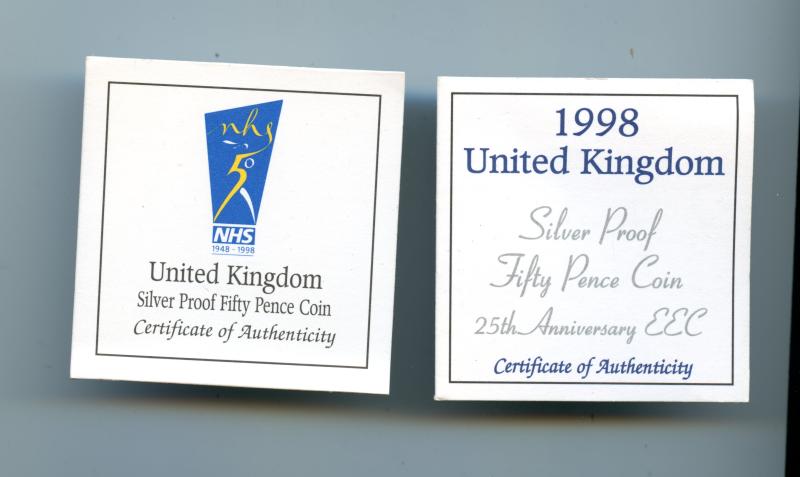 nhs
50
NHS
1948 - 1998
United Kingdom
Silver Proof Fifty Pence Coin
Certificate of Authenticity
1998
United Kingdom
Silver Proof
Fifty Pence Coin
25th Anniversary EEC
Certificate of Authenticity